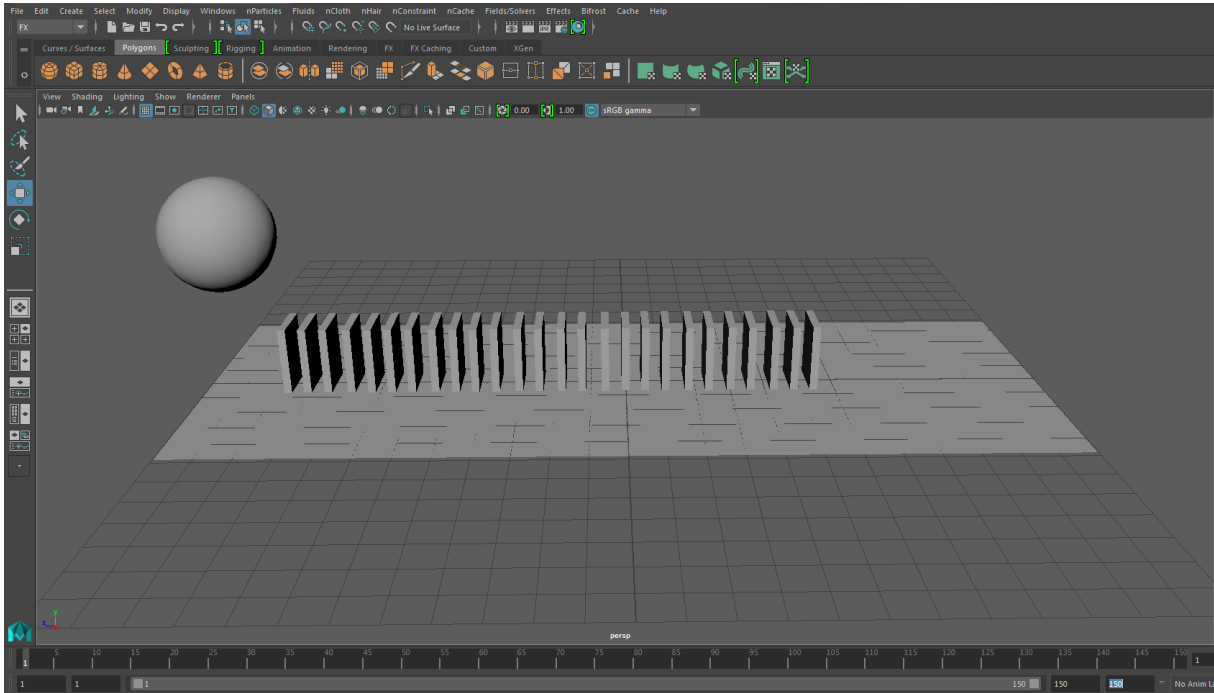 File Edit Create Select Modify Display Windows nParticles Fluids nCloth nHair nConstraint nCache Fields/Solvers Effects Bifrost Cache Help
FX No Live Surface
Curves / Surfaces Polygons Sculpting Rigging Animation Rendering FX FX Caching Custom XGen
View Shading Lighting Show Renderer Panels
0.00 1.00 sRGB gamma
y
z
persp
5 10 15 20 25 30 35 40 45 50 55 60 65 70 75 80 85 90 95 100 105 110 115 120 125 130 135 140 145 150
1 1
1 1 1 150 150 150 No Anim La